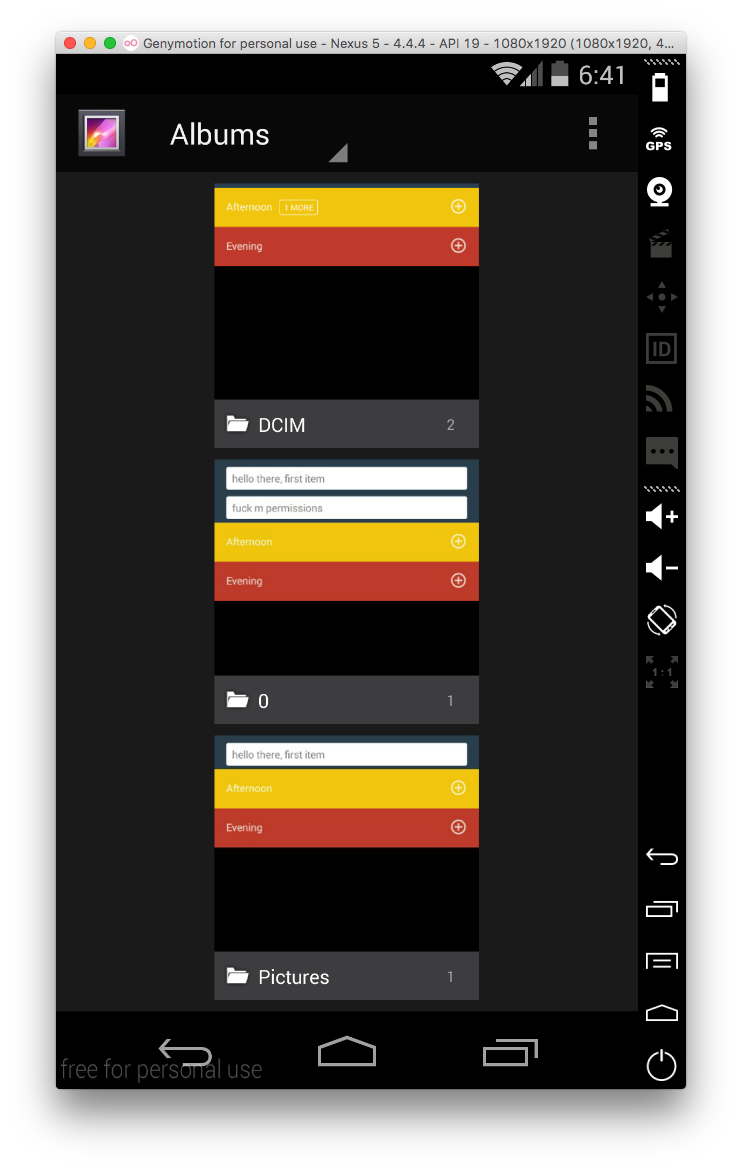 Genymotion for personal use - Nexus 5 - 4.4.4 - API 19 - 1080x1920 (1080x1920, 4...
6:41
Albums
GPS
Afternoon 1 MORE
Evening
DCIM 2
ID
hello there, first item
fuck m permissions
Afternoon
Evening
1:1
0 1
hello there, first item
Afternoon
Evening
Pictures 1
free for personal use